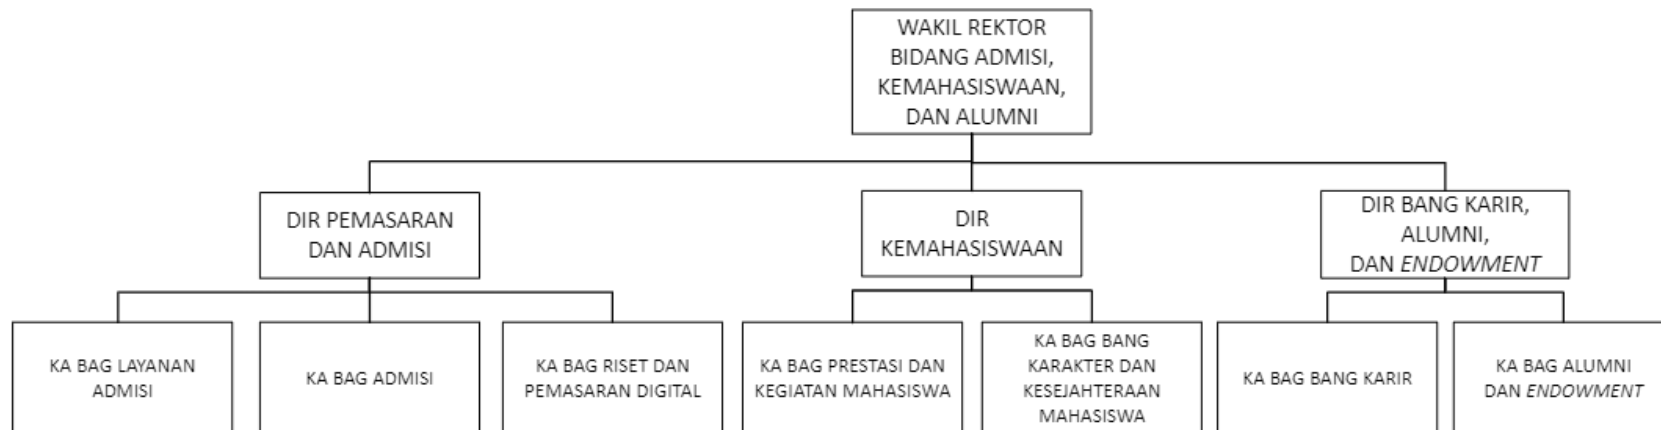 WAKIL REKTOR
BIDANG ADMISI,
KEMAHASISWAAN,
DAN ALUMNI
DIR PEMASARAN
DAN ADMISI
DIR
KEMAHASISWAAN
DIR BANG KARIR,
ALUMNI,
DAN ENDOWMENT
KA BAG LAYANAN
ADMISI
KA BAG ADMISI
KA BAG RISET DAN
PEMASARAN DIGITAL
KA BAG PRESTASI DAN
KEGIATAN MAHASISWA
KA BAG BANG
KARAKTER DAN
KESEJAHTERAAN
MAHASISWA
KA BAG BANG KARIR
KA BAG ALUMNI
DAN ENDOWMENT